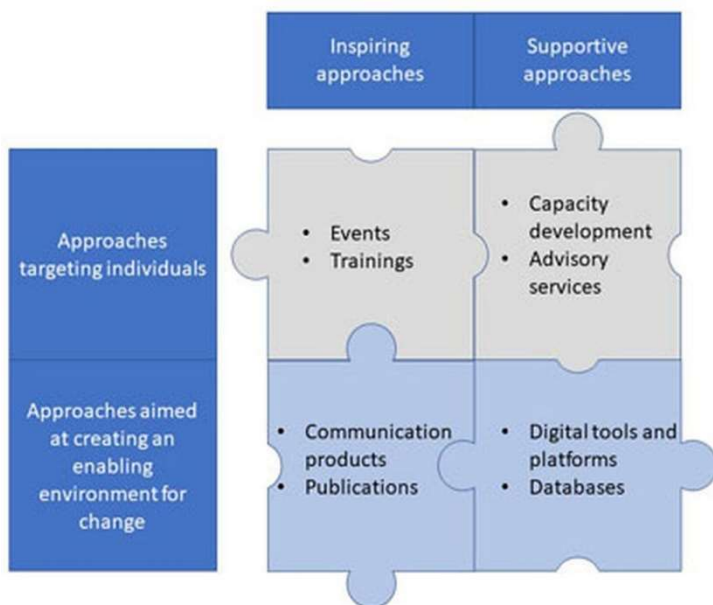 Inspiring
approaches
Supportive
approaches
Approaches
targeting individuals
• Events
• Trainings
• Capacity
development
• Advisory
services
Approaches aimed
at creating an
enabling
environment for
change
• Communication
products
• Publications
• Digital tools and
platforms
• Databases